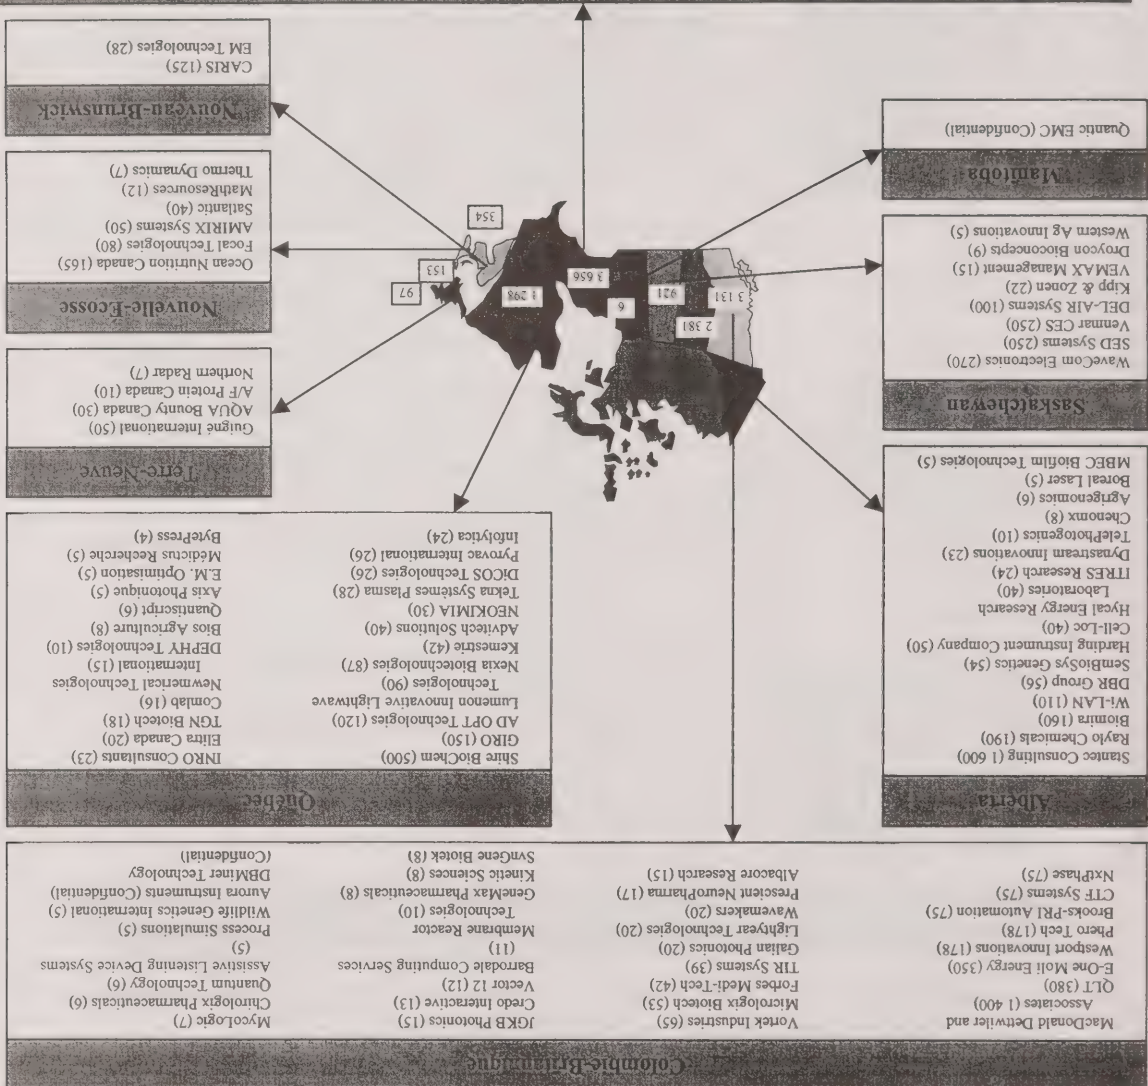 Colombie-Britannique
MacDonald Dettwiler and
Associates (1 400)
QLT (380)
E-One Moli Energy (350)
Westport Innovations (178)
Phero Tech (178)
Brooks-PRI Automation (75)
CTF Systems (75)
NxtPhase (75)
Vortek Industries (65)
Micrologix Biotech (53)
Forbes Medi-Tech (42)
TIR Systems (39)
Galian Photonics (20)
Lightyear Technologies (20)
Wavemakers (20)
Prescient NeuroPharma (17)
Albacore Research (15)
JGKB Photonics (15)
Credo Interactive (13)
Vector 12 (12)
Barrodale Computing Services
(11)
Membrane Reactor
Technologies (10)
GeneMax Pharmaceuticals (8)
Kinetic Sciences (8)
SynGene Biotek (8)
MycoLogic (7)
Chirologix Pharmaceuticals (6)
Quantum Technology (6)
Assistive Listening Device Systems
(5)
Process Simulations (5)
Wildlife Genetics International (5)
Aurora Instruments (Confidential)
DBMiner Technology
(Confidential)
Alberta
Stantec Consulting (1 600)
Raylo Chemicals (190)
Biomira (160)
Wi-LAN (110)
DBR Group (56)
SemBioSys Genetics (54)
Harding Instrument Company (50)
Cell-Loc (40)
Hycal Energy Research
Laboratories (40)
ITRES Research (24)
Dynastream Innovations (23)
TelePhotogenics (10)
Chenomx (8)
Agrigenomics (6)
Boreal Laser (5)
MBEC Biofilm Technologies (5)
Québec
Shire BioChem (500)
GIRO (150)
AD OPT Technologies (120)
Lumenon Innovative Lightwave
Technologies (90)
Nexia Biotechnologies (87)
Kemestrie (42)
Advitech Solutions (40)
NEOKIMIA (30)
Tekna Systèmes Plasma (28)
DiCOS Technologies (26)
Pyrovac International (26)
Infolytica (24)
INRO Consultants (23)
Elitra Canada (20)
TGN Biotech (18)
Comlab (16)
Newmerical Technologies
International (15)
DEPHY Technologies (10)
Bios Agriculture (8)
Quantiscript (6)
Axis Photonique (5)
E.M. Optimisation (5)
Médictus Recherche (5)
BytePress (4)
Saskatchewan
WaveCom Electronics (270)
SED Systems (250)
Venmar CES (250)
DEL-AIR Systems (100)
Kipp & Zonen (22)
VEMAX Management (15)
Droycon Bioconcepts (9)
Western Ag Innovations (5)
Manitoba
Quantic EMC (Confidential)
3 131
2 381
921
6
3 656
1 298
97
153
354
Terre-Neuve
Guigné International (50)
AQUA Bounty Canada (30)
A/F Protein Canada (10)
Northern Radar (7)
Nouvelle-Écosse
Ocean Nutrition Canada (165)
Focal Technologies (80)
AMIRIX Systems (50)
Satlantic (40)
MathResources (12)
Thermo Dynamics (7)
Nouveau-Brunswick
CARIS (125)
EM Technologies (28)